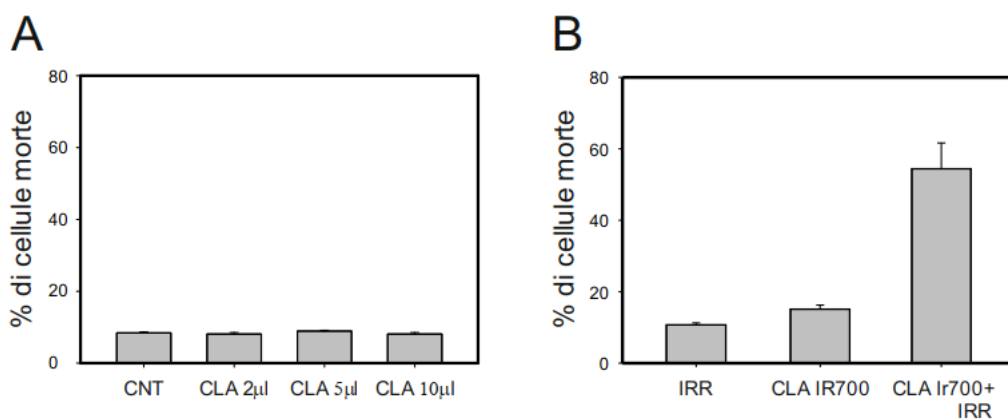 A
% di cellule morte
80
60
40
20
0
CNT
CLA 2µl
CLA 5µl
CLA 10µl
B
% di cellule morte
80
60
40
20
0
IRR
CLA IR700
CLA Ir700+
IRR